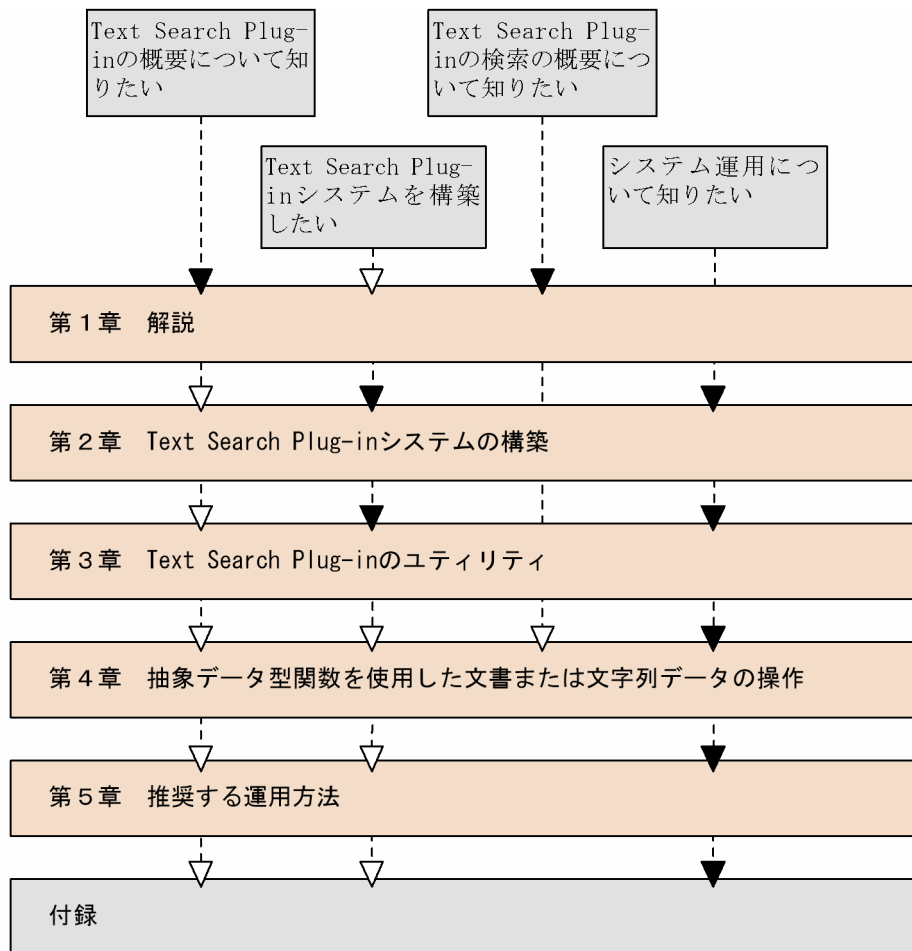 Text Search Plug-
inの概要について知
りたい
Text Search Plug-
inの検索の概要につ
いて知りたい
Text Search Plug-
inシステムを構築
したい
システム運用につ
いて知りたい
第１章　解説
第２章　Text Search Plug-inシステムの構築
第３章　Text Search Plug-inのユティリティ
第４章　抽象データ型関数を使用した文書または文字列データの操作
第５章　推奨する運用方法
付録